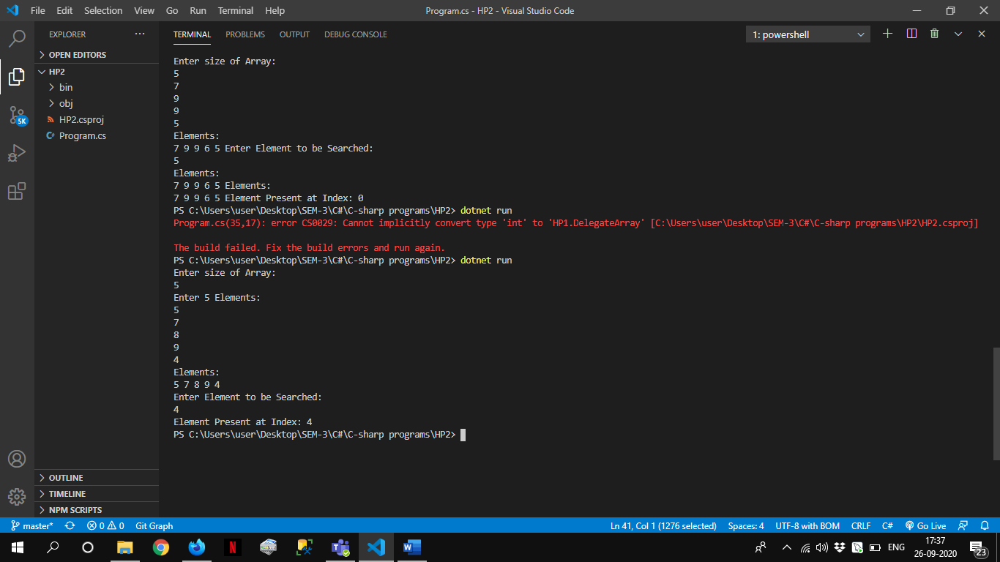 File Edit Selection View Go Run Terminal Help
Program.cs - HP2 - Visual Studio Code
EXPLORER
OPEN EDITORS
HP2
bin
obj
HP2.csproj
C# Program.cs
5K
TERMINAL PROBLEMS OUTPUT DEBUG CONSOLE
1: powershell
Enter size of Array:
5
7
9
9
5
Elements:
7 9 9 6 5 Enter Element to be Searched:
5
Elements:
7 9 9 6 5 Elements:
7 9 9 6 5 Element Present at Index: 0
PS C:\Users\user\Desktop\SEM-3\C#\C-sharp programs\HP2> dotnet run
Program.cs(35,17): error CS0029: Cannot implicitly convert type 'int' to 'HP1.DelegateArray' [C:\Users\user\Desktop\SEM-3\C#\C-sharp programs\HP2\HP2.csproj]
The build failed. Fix the build errors and run again.
PS C:\Users\user\Desktop\SEM-3\C#\C-sharp programs\HP2> dotnet run
Enter size of Array:
5
Enter 5 Elements:
5
7
8
9
4
Elements:
5 7 8 9 4
Enter Element to be Searched:
4
Element Present at Index: 4
PS C:\Users\user\Desktop\SEM-3\C#\C-sharp programs\HP2>
OUTLINE
TIMELINE
NPM SCRIPTS
master* 0 0 Git Graph
Ln 41, Col 1 (1276 selected) Spaces: 4 UTF-8 with BOM CRLF C# Go Live
N
W
ENG
17:37
26-09-2020
23